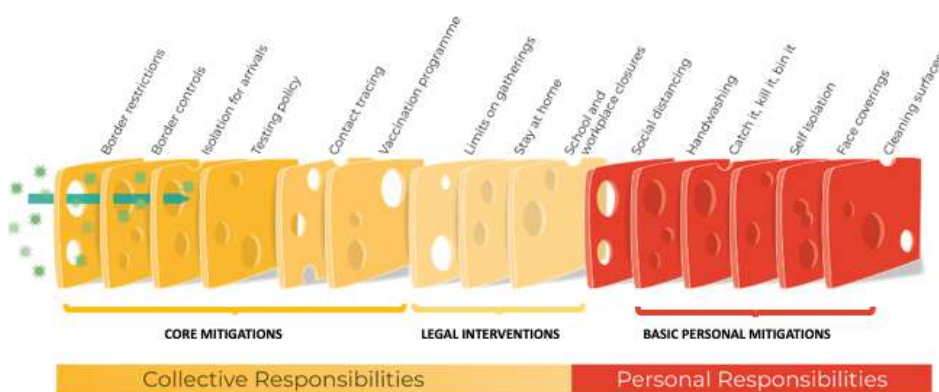 Border restrictions
Border controls
Isolation for arrivals
Testing policy
Contact tracing
Vaccination programme
Limits on gatherings
Stay at home
School and
workplace closures
Social distancing
Handwashing
Catch it, kill it, bin it
Self isolation
Face coverings
Cleaning surfaces
CORE MITIGATIONS
LEGAL INTERVENTIONS
BASIC PERSONAL MITIGATIONS
Collective Responsibilities
Personal Responsibilities